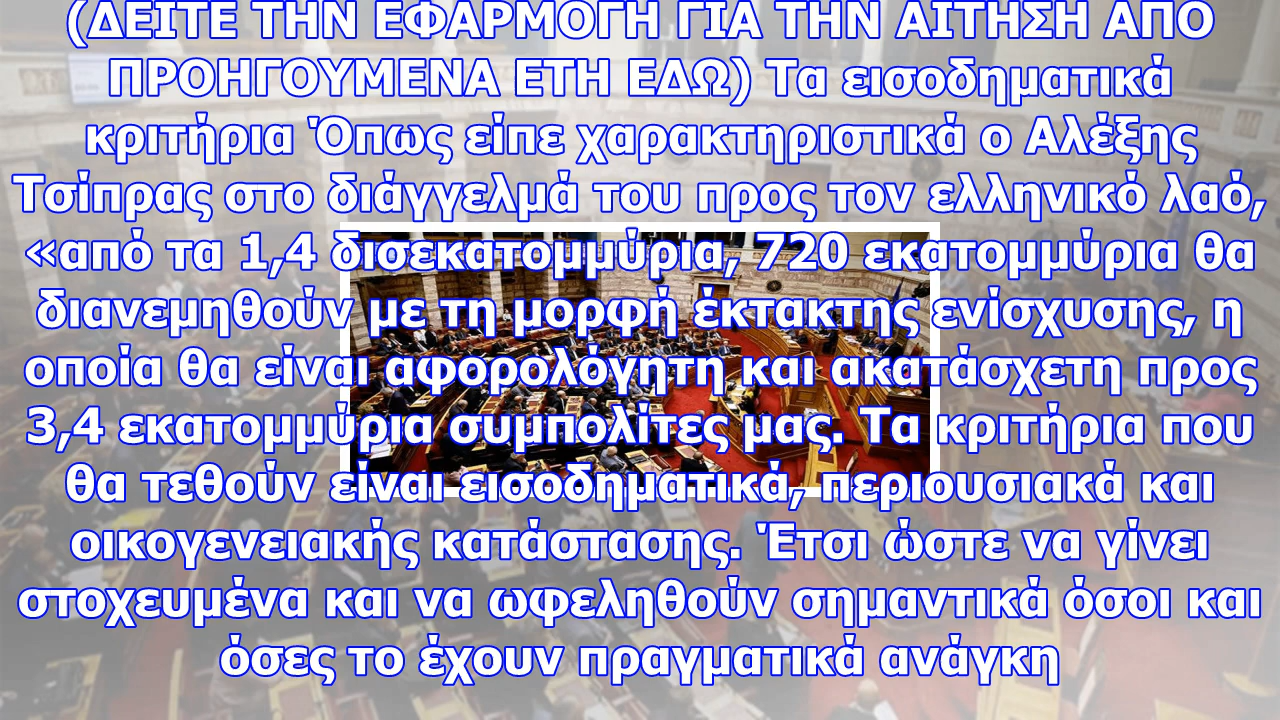 (ΔΕΙΤΕ ΤΗΝ ΕΦΑΡΜΟΓΗ ΓΙΑ ΤΗΝ ΑΙΤΗΣΗ ΑΠΟ
ΠΡΟΗΓΟΥΜΕΝΑ ΕΤΗ ΕΔΩ) Τα εισοδηματικά
κριτήρια Όπως είπε χαρακτηριστικά ο Αλέξης
Τσίπρας στο διάγγελμά του προς τον ελληνικό λαό,
«από τα 1,4 δισεκατομμύρια, 720 εκατομμύρια θα
διανεμηθούν με τη μορφή έκτακτης ενίσχυσης, η
οποία θα είναι αφορολόγητη και ακατάσχετη προς
3,4 εκατομμύρια συμπολίτες μας. Τα κριτήρια που
θα τεθούν είναι εισοδηματικά, περιουσιακά και
οικογενειακής κατάστασης. Έτσι ώστε να γίνει
στοχευμένα και να ωφεληθούν σημαντικά όσοι και
όσες το έχουν πραγματικά ανάγκη